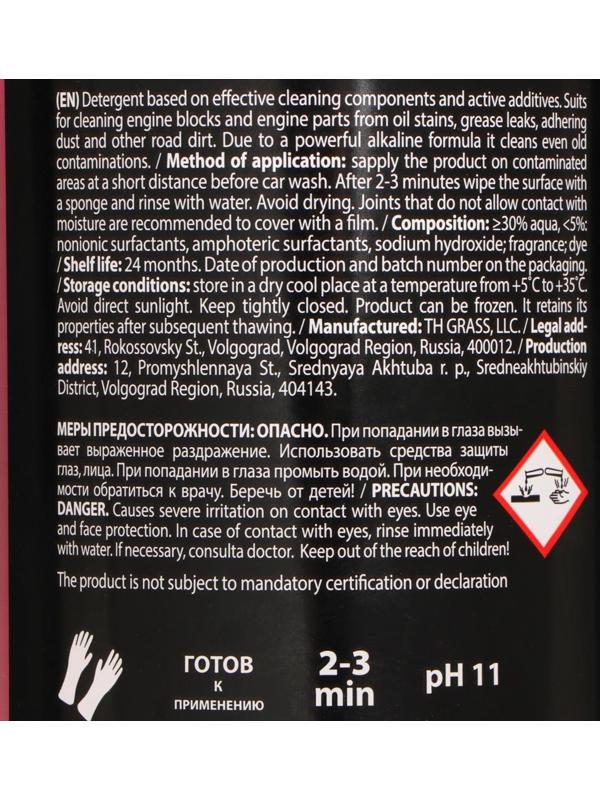 (EN) Detergent based on effective cleaning components and active additives. Suits
for cleaning engine blocks and engine parts from oil stains, grease leaks, adhering
dust and other road dirt. Due to a powerful alkaline formula it cleans even old
contaminations. / Method of application: sapply the product on contaminated
areas at a short distance before car wash. After 2-3 minutes wipe the surface with
a sponge and rinse with water. Avoid drying. Joints that do not allow contact with
moisture are recommended to cover with a film. / Composition: ≥30% aqua, <5%:
nonionic surfactants, amphoteric surfactants, sodium hydroxide; fragrance; dye
/ Shelf life: 24 months. Date of production and batch number on the packaging.
/ Storage conditions: store in a dry cool place at a temperature from +5˚C to +35˚C.
Avoid direct sunlight. Keep tightly closed. Product can be frozen. It retains its
properties after subsequent thawing. / Manufactured: TH GRASS, LLC. / Legal add-
ress: 41, Rokossovsky St., Volgograd, Volgograd Region, Russia, 400012. / Production
address: 12, Promyshlennaya St., Srednyaya Akhtuba r. p., Sredneakhtubinskiy
District, Volgograd Region, Russia, 404143.
МЕРЫ ПРЕДОСТОРОЖНОСТИ: ОПАСНО. При попадании в глаза вызы-
вает выраженное раздражение. Использовать средства защиты
глаз, лица. При попадании в глаза промыть водой. При необходи-
мости обратиться к врачу. Беречь от детей! / PRECAUTIONS:
DANGER. Causes severe irritation on contact with eyes. Use eye
and face protection. In case of contact with eyes, rinse immediately
with water. If necessary, consulta doctor. Keep out of the reach of children!
The product is not subject to mandatory certification or declaration
ГОТОВ
К
ПРИМЕНЕНИЮ
2-3
min
pH 11